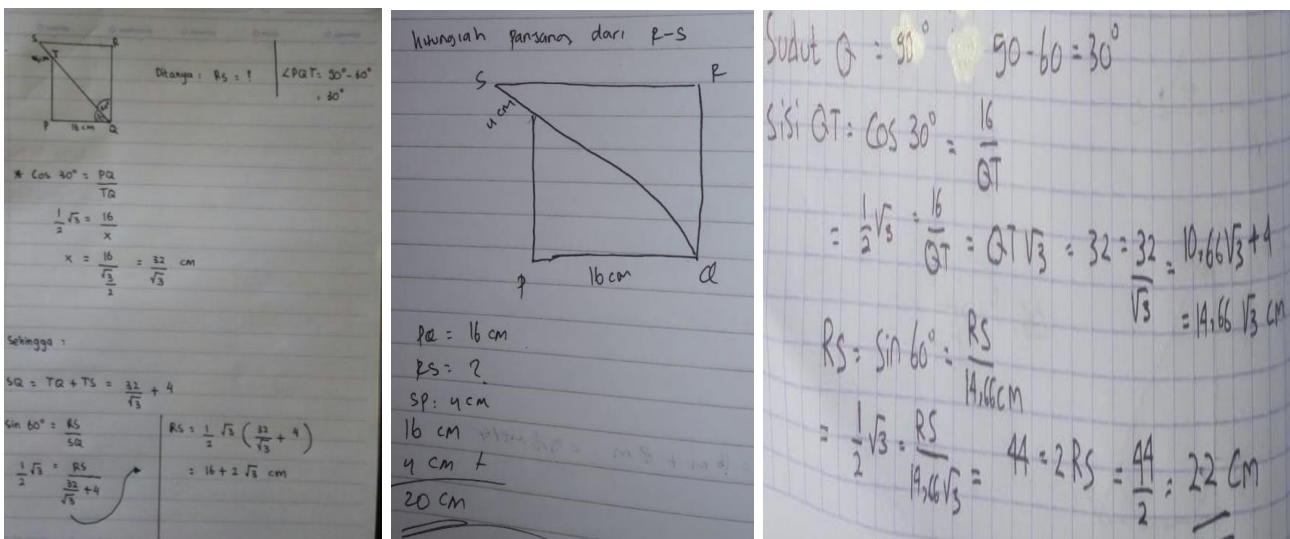 S
R
T
4 cm
60°
P
16 cm
Q
Ditanya : RS = ?
∠PQT = 90° - 60°
= 30°
* Cos 30° = PQ/TQ
1/2 √3 = 16/x
x = 16/(√3/2) = 32/√3 cm
Sehingga :
SQ = TQ + TS = 32/√3 + 4
sin 60° = RS/SQ
1/2 √3 = RS/(32/√3 + 4)
RS = 1/2 √3 (32/√3 + 4)
= 16 + 2 √3 cm
hitunglah panjang dari R-S
S
R
4 cm
P
16 cm
Q
PQ = 16 cm
RS = ?
SP : 4 cm
16 cm
4 cm +
20 cm
Sudut Q = 90° 90 - 60 = 30°
Sisi QT = Cos 30° = 16/QT
= 1/2 √3 = 16/QT = QT √3 = 32 = 32/√3 = 10,66√3 + 4
= 14,66 √3 cm
RS = Sin 60° = RS/14,66 cm
= 1/2 √3 = RS/14,66√3 = 44 = 2 RS = 44/2 = 22 Cm